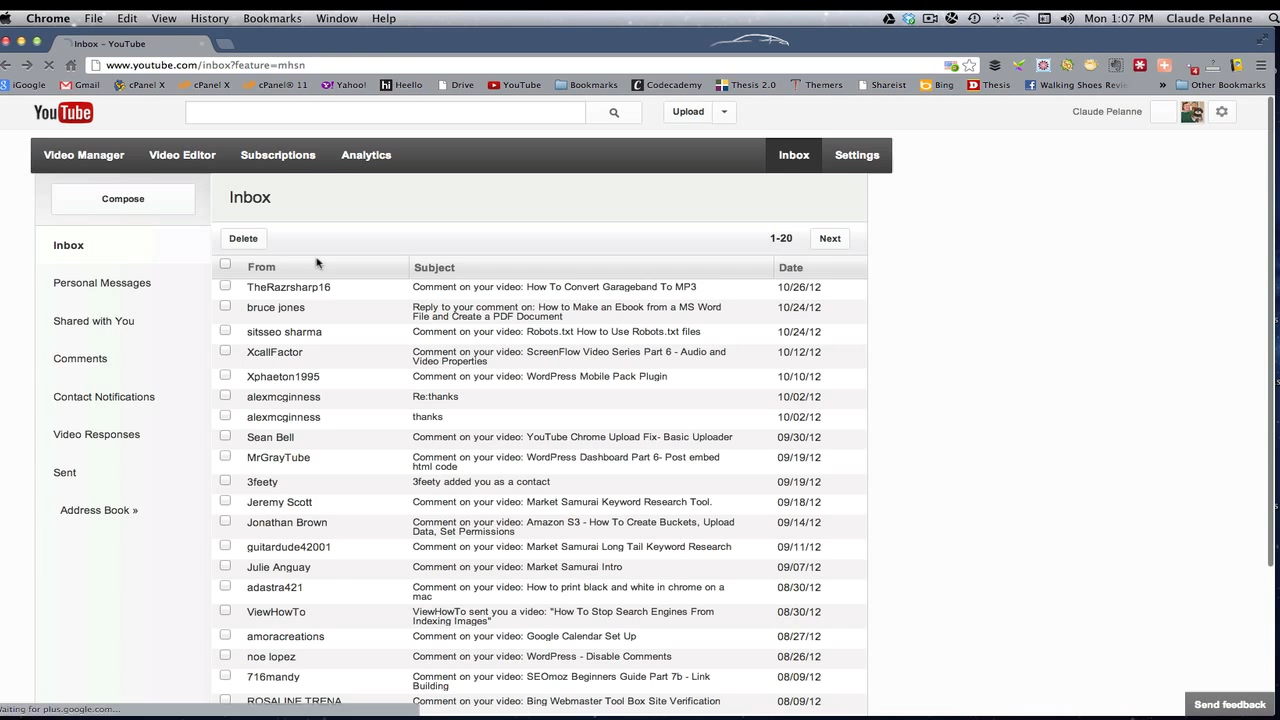 Chrome File Edit View History Bookmarks Window Help Mon 1:07 PM Claude Pelanne
Inbox - YouTube
www.youtube.com/inbox?feature=mhsn
iGoogle Gmail cPanel X cPanel X cPanel® 11 Yahoo! Heello Drive YouTube Bookmarks Codecademy Thesis 2.0 Themers Shareist Bing Thesis Walking Shoes Revi » Other Bookmarks
YouTube Upload Claude Pelanne
Video Manager Video Editor Subscriptions Analytics Inbox Settings
Compose
Inbox
Personal Messages
Shared with You
Comments
Contact Notifications
Video Responses
Sent
Address Book »
Inbox
Delete 1-20 Next
From Subject Date
TheRazrsharp16 Comment on your video: How To Convert Garageband To MP3 10/26/12
bruce jones Reply to your comment on: How to Make an Ebook from a MS Word 10/24/12
File and Create a PDF Document
sitsseo sharma Comment on your video: Robots.txt How to Use Robots.txt files 10/24/12
XcallFactor Comment on your video: ScreenFlow Video Series Part 6 - Audio and 10/12/12
Video Properties
Xphaeton1995 Comment on your video: WordPress Mobile Pack Plugin 10/10/12
alexmcginness Re:thanks 10/02/12
alexmcginness thanks 10/02/12
Sean Bell Comment on your video: YouTube Chrome Upload Fix- Basic Uploader 09/30/12
MrGrayTube Comment on your video: WordPress Dashboard Part 6- Post embed 09/19/12
html code
3feety 3feety added you as a contact 09/19/12
Jeremy Scott Comment on your video: Market Samurai Keyword Research Tool. 09/18/12
Jonathan Brown Comment on your video: Amazon S3 - How To Create Buckets, Upload 09/14/12
Data, Set Permissions
guitardude42001 Comment on your video: Market Samurai Long Tail Keyword Research 09/11/12
Julie Anguay Comment on your video: Market Samurai Intro 09/07/12
adastra421 Comment on your video: How to print black and white in chrome on a 08/30/12
mac
ViewHowTo ViewHowTo sent you a video: "How To Stop Search Engines From 08/30/12
Indexing Images"
amoracreations Comment on your video: Google Calendar Set Up 08/27/12
noe lopez Comment on your video: WordPress - Disable Comments 08/26/12
716mandy Comment on your video: SEOmoz Beginners Guide Part 7b - Link 08/09/12
Building
ROSALINE TRENA Comment on your video: Bing Webmaster Tool Box Site Verification 08/09/12
Waiting for plus.google.com...
Send feedback